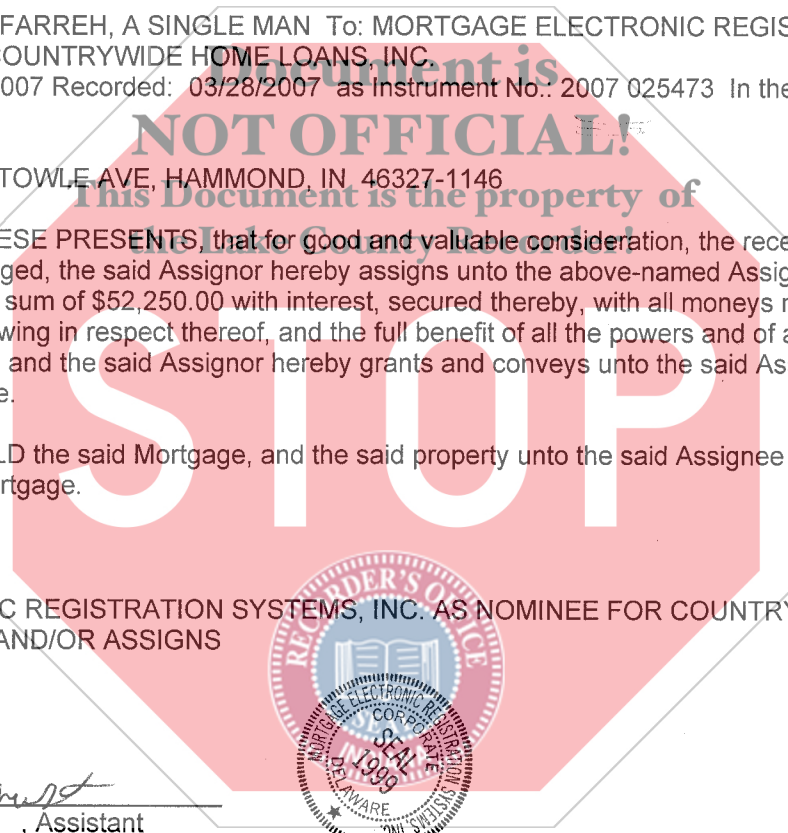 FARREH, A SINGLE MAN To: MORTGAGE ELECTRONIC REGIS
COUNTRYWIDE HOME LOANS, INC.
007 Recorded: 03/28/2007 as Instrument No.: 2007 025473 In the
Document is
NOT OFFICIAL!
TOWLE AVE, HAMMOND, IN 46327-1146
This Document is the property of
the Lake County Recorder!
ESE PRESENTS, that for good and valuable consideration, the rece
ged, the said Assignor hereby assigns unto the above-named Assig
sum of $52,250.00 with interest, secured thereby, with all moneys
wing in respect thereof, and the full benefit of all the powers and of a
and the said Assignor hereby grants and conveys unto the said As
e.
STOP
LD the said Mortgage, and the said property unto the said Assignee
rtgage.
C REGISTRATION SYSTEMS, INC. AS NOMINEE FOR COUNTRY
AND/OR ASSIGNS
RECORDER'S OFFICE
SEAL
INDIANA
MORTGAGE ELECTRONIC REGISTRATION SYSTEMS, INC.
CORPORATE
SEAL
1999
DELAWARE
, Assistant